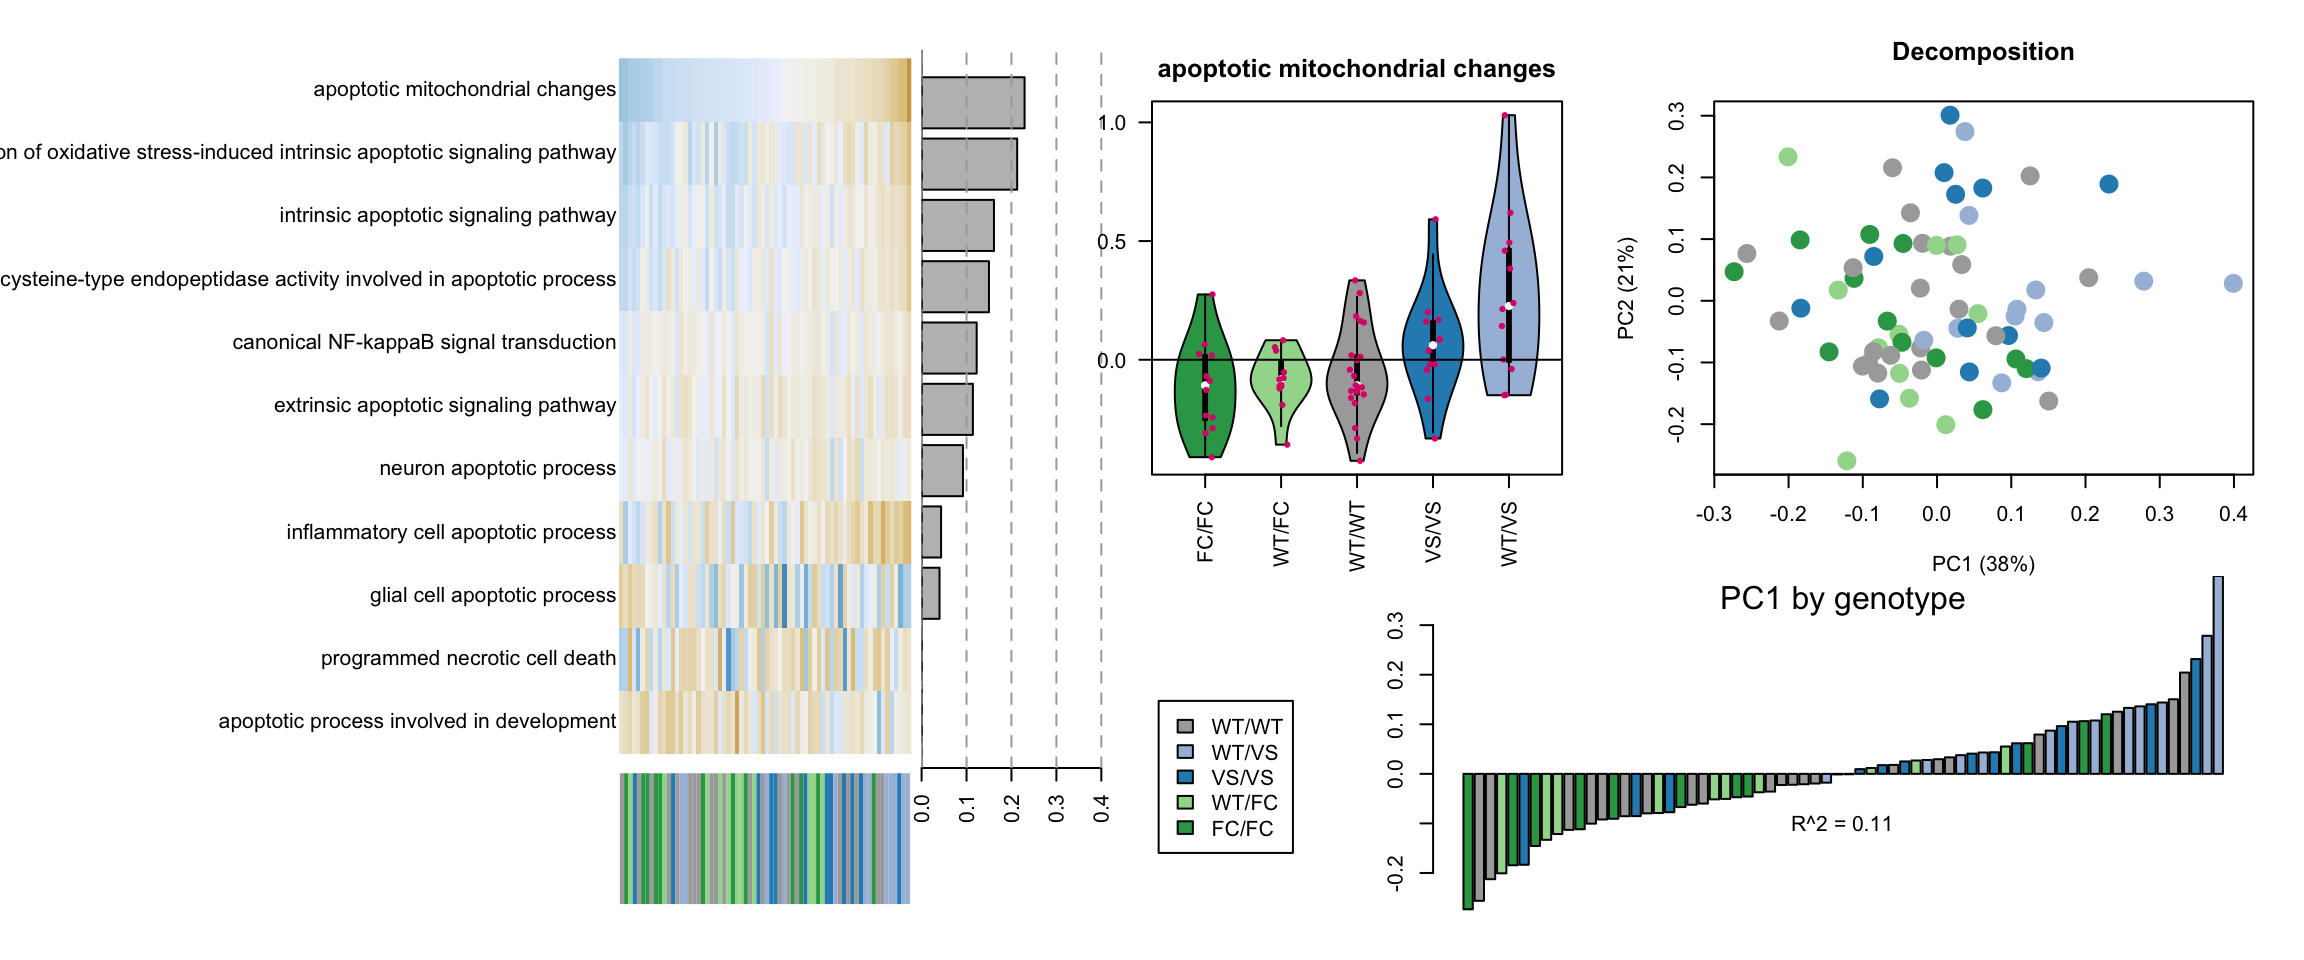 apoptotic mitochondrial changes
on of oxidative stress-induced intrinsic apoptotic signaling pathway
intrinsic apoptotic signaling pathway
cysteine-type endopeptidase activity involved in apoptotic process
canonical NF-kappaB signal transduction
extrinsic apoptotic signaling pathway
neuron apoptotic process
inflammatory cell apoptotic process
glial cell apoptotic process
programmed necrotic cell death
apoptotic process involved in development
0.0 0.1 0.2 0.3 0.4
apoptotic mitochondrial changes
1.0
0.5
0.0
FC/FC WT/FC WT/WT VS/VS WT/VS
Decomposition
PC2 (21%)
0.3
0.2
0.1
0.0
-0.1
-0.2
-0.3 -0.2 -0.1 0.0 0.1 0.2 0.3 0.4
PC1 (38%)
WT/WT
WT/VS
VS/VS
WT/FC
FC/FC
PC1 by genotype
0.3
0.2
0.1
0.0
-0.2
R^2 = 0.11